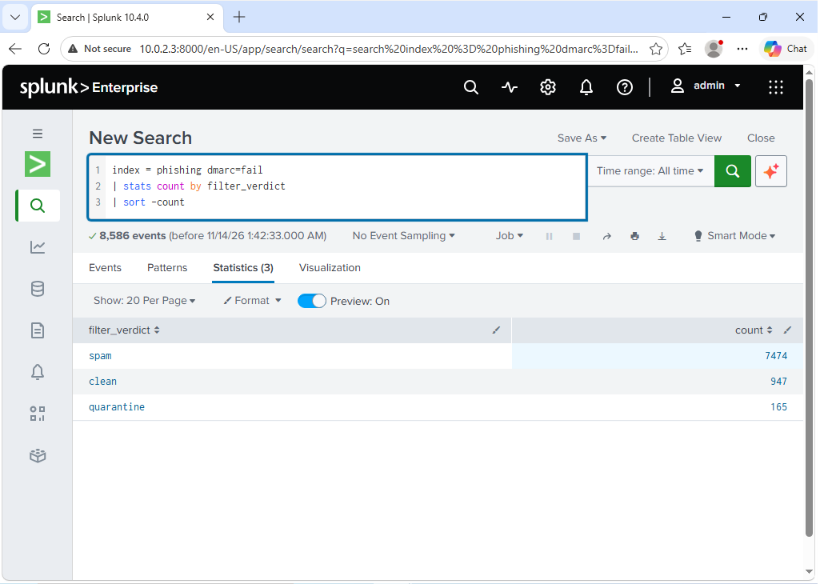 Search | Splunk 10.4.0
Not secure 10.0.2.3:8000/en-US/app/search/search?q=search%20index%20%3D%20phishing%20dmarc%3Dfail...
Chat
splunk>Enterprise
admin
New Search
Save As
Create Table View
Close
1 index = phishing dmarc=fail
2 | stats count by filter_verdict
3 | sort -count
Time range: All time
8,586 events (before 11/14/26 1:42:33.000 AM)
No Event Sampling
Job
Smart Mode
Events
Patterns
Statistics (3)
Visualization
Show: 20 Per Page
Format
Preview: On
filter_verdict count
spam 7474
clean 947
quarantine 165